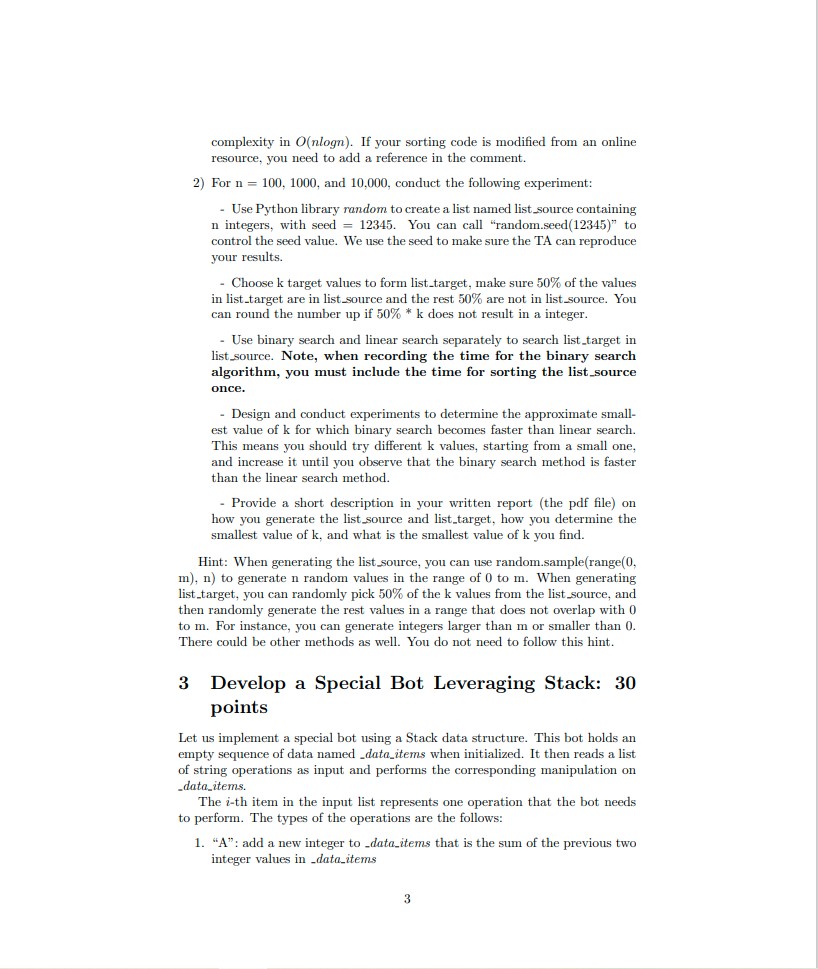 complexity in O(nlogn). If your sorting code is modified from an online
resource, you need to add a reference in the comment.
2) For n = 100, 1000, and 10,000, conduct the following experiment:
- Use Python library random to create a list named list_source containing
n integers, with seed = 12345. You can call “random.seed(12345)” to
control the seed value. We use the seed to make sure the TA can reproduce
your results.
- Choose k target values to form list_target, make sure 50% of the values
in list_target are in list_source and the rest 50% are not in list_source. You
can round the number up if 50% * k does not result in a integer.
- Use binary search and linear search separately to search list_target in
list_source. Note, when recording the time for the binary search
algorithm, you must include the time for sorting the list_source
once.
- Design and conduct experiments to determine the approximate small-
est value of k for which binary search becomes faster than linear search.
This means you should try different k values, starting from a small one,
and increase it until you observe that the binary search method is faster
than the linear search method.
- Provide a short description in your written report (the pdf file) on
how you generate the list_source and list_target, how you determine the
smallest value of k, and what is the smallest value of k you find.
Hint: When generating the list_source, you can use random.sample(range(0,
m), n) to generate n random values in the range of 0 to m. When generating
list_target, you can randomly pick 50% of the k values from the list_source, and
then randomly generate the rest values in a range that does not overlap with 0
to m. For instance, you can generate integers larger than m or smaller than 0.
There could be other methods as well. You do not need to follow this hint.
3 Develop a Special Bot Leveraging Stack: 30
points
Let us implement a special bot using a Stack data structure. This bot holds an
empty sequence of data named _data_items when initialized. It then reads a list
of string operations as input and performs the corresponding manipulation on
_data_items.
The i-th item in the input list represents one operation that the bot needs
to perform. The types of the operations are the follows:
1. “A”: add a new integer to _data_items that is the sum of the previous two
integer values in _data_items
3